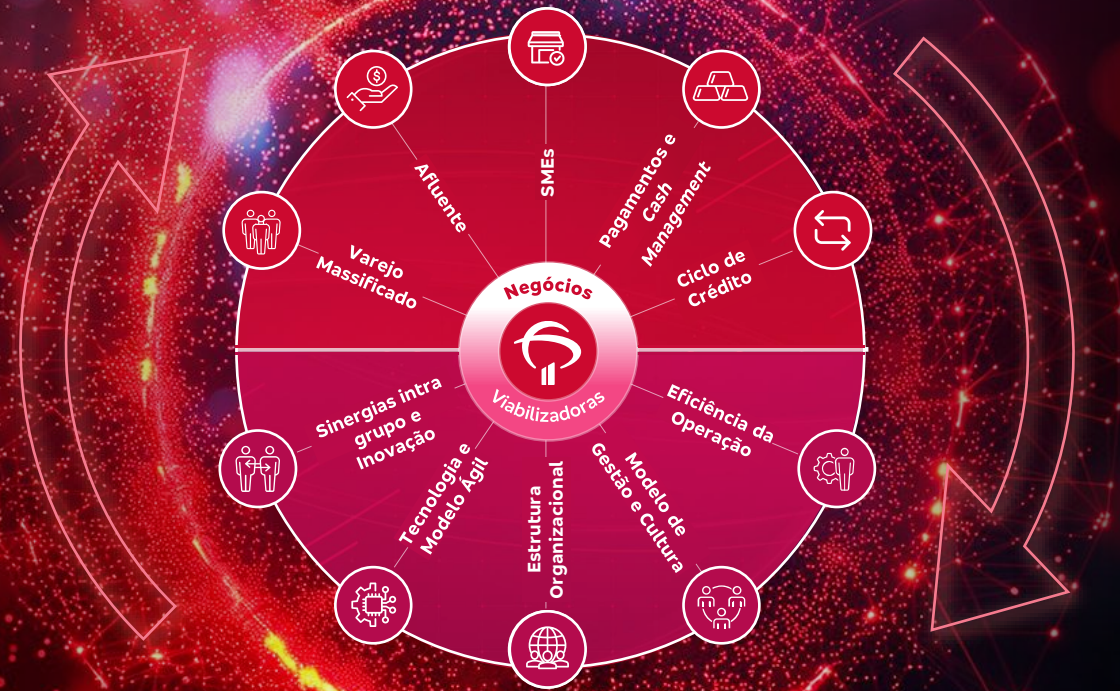 SMEs
Pagamentos e
Cash
Management
Afluente
Ciclo de
Crédito
Varejo
Massificado
Negócios
Viabilizadoras
Sinergias intra
grupo e
Inovação
Eficiência da
Operação
Tecnologia e
Modelo Ágil
Estrutura
Organizacional
Modelo de
Gestão e Cultura